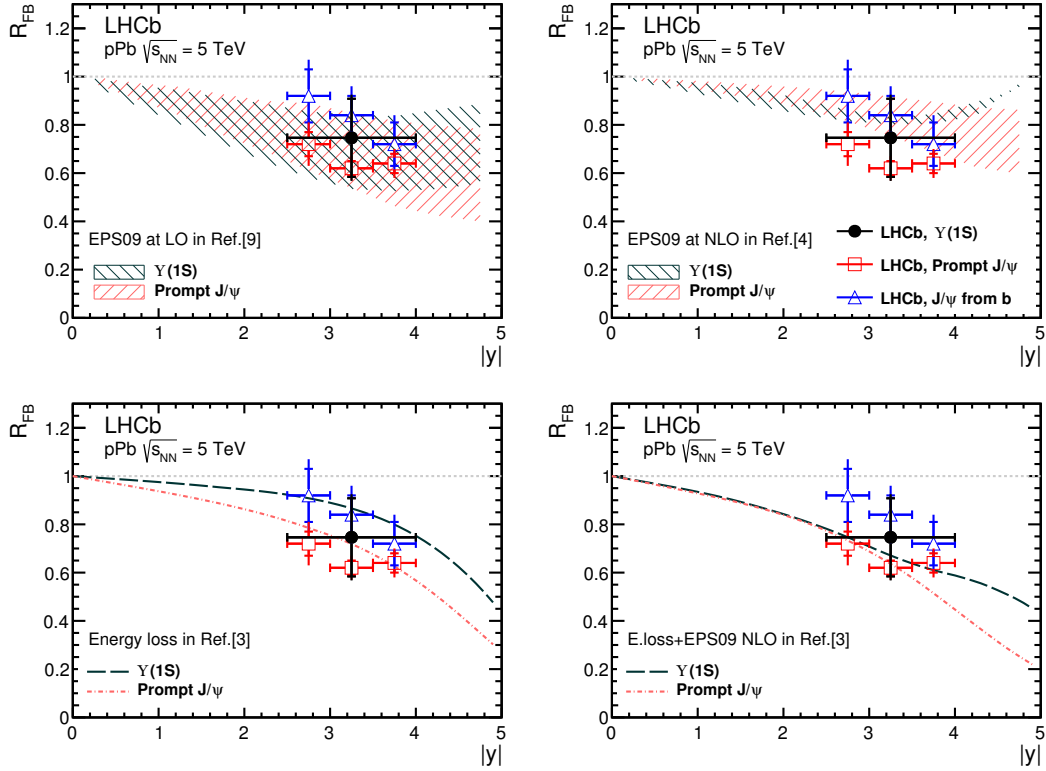 R_FB
1.2
1
0.8
0.6
0.4
0.2
0
LHCb
pPb √s_NN = 5 TeV
EPS09 at LO in Ref.[9]
ϒ(1S)
Prompt J/ψ
0 1 2 3 4 5
|y|
R_FB
1.2
1
0.8
0.6
0.4
0.2
0
LHCb
pPb √s_NN = 5 TeV
EPS09 at NLO in Ref.[4]
ϒ(1S)
Prompt J/ψ
LHCb, ϒ(1S)
LHCb, Prompt J/ψ
LHCb, J/ψ from b
0 1 2 3 4 5
|y|
R_FB
1.2
1
0.8
0.6
0.4
0.2
0
LHCb
pPb √s_NN = 5 TeV
Energy loss in Ref.[3]
ϒ(1S)
Prompt J/ψ
0 1 2 3 4 5
|y|
R_FB
1.2
1
0.8
0.6
0.4
0.2
0
LHCb
pPb √s_NN = 5 TeV
E.loss+EPS09 NLO in Ref.[3]
ϒ(1S)
Prompt J/ψ
0 1 2 3 4 5
|y|